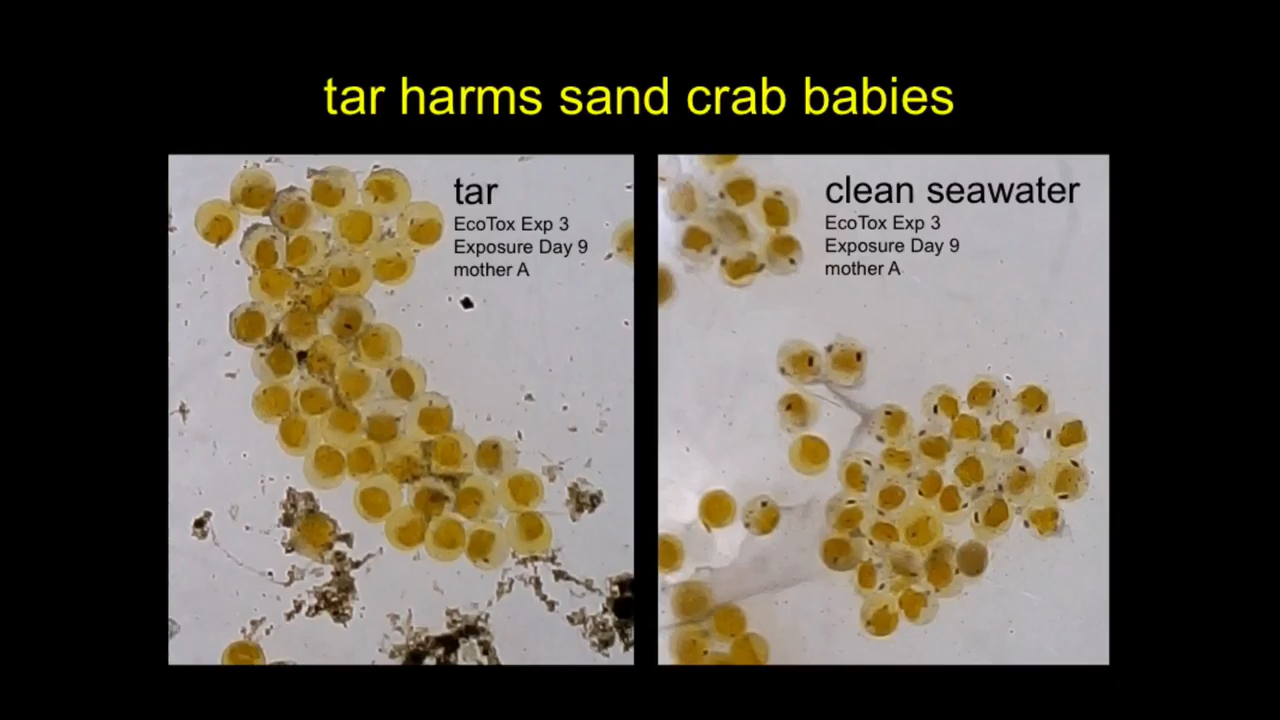 tar harms sand crab babies
tar
EcoTox Exp 3
Exposure Day 9
mother A
clean seawater
EcoTox Exp 3
Exposure Day 9
mother A